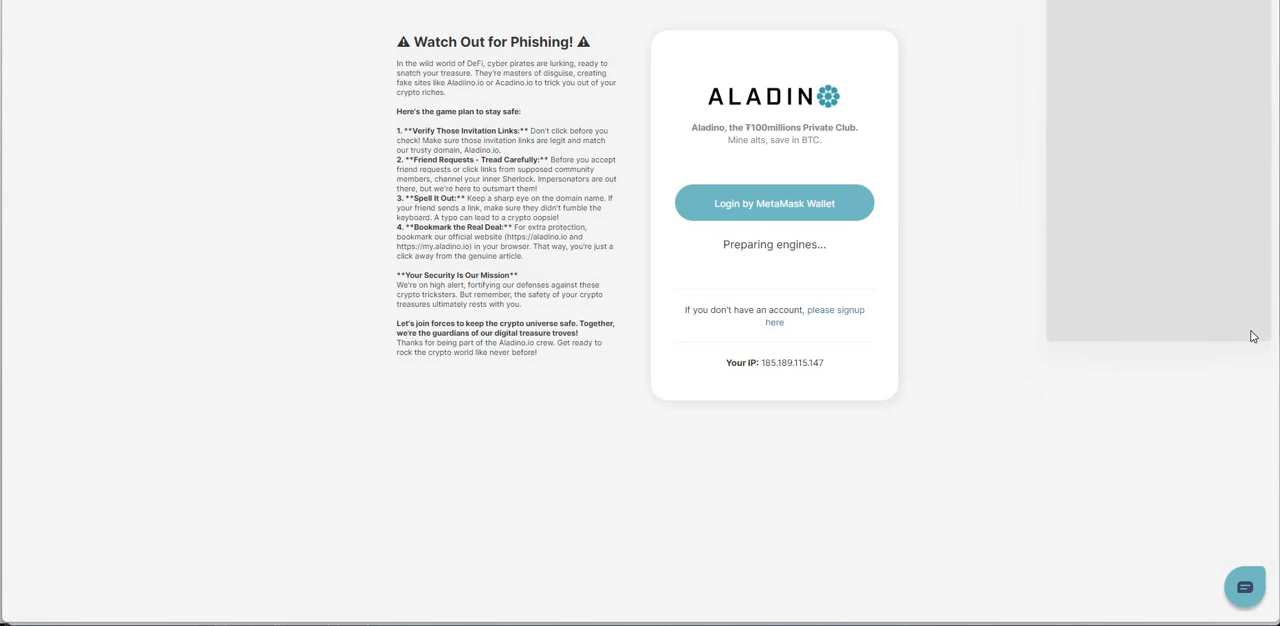 ⚠ Watch Out for Phishing! ⚠
In the wild world of DeFi, cyber pirates are lurking, ready to
snatch your treasure. They're masters of disguise, creating
fake sites like Aladiino.io or Acadino.io to trick you out of your
crypto riches.
Here's the game plan to stay safe:
1. **Verify Those Invitation Links:** Don't click before you
check! Make sure those invitation links are legit and match
our trusty domain, Aladino.io.
2. **Friend Requests - Tread Carefully:** Before you accept
friend requests or click links from supposed community
members, channel your inner Sherlock. Impersonators are out
there, but we're here to outsmart them!
3. **Spell It Out:** Keep a sharp eye on the domain name. If
your friend sends a link, make sure they didn't fumble the
keyboard. A typo can lead to a crypto oopsie!
4. **Bookmark the Real Deal:** For extra protection,
bookmark our official website (https://aladino.io and
https://my.aladino.io) in your browser. That way, you're just a
click away from the genuine article.
**Your Security Is Our Mission**
We're on high alert, fortifying our defenses against these
crypto tricksters. But remember, the safety of your crypto
treasures ultimately rests with you.
Let's join forces to keep the crypto universe safe. Together,
we're the guardians of our digital treasure troves!
Thanks for being part of the Aladino.io crew. Get ready to
rock the crypto world like never before!
ALADINO
Aladino, the ₮100millions Private Club.
Mine alts, save in BTC.
Login by MetaMask Wallet
Preparing engines...
If you don't have an account, please signup
here
Your IP: 185.189.115.147